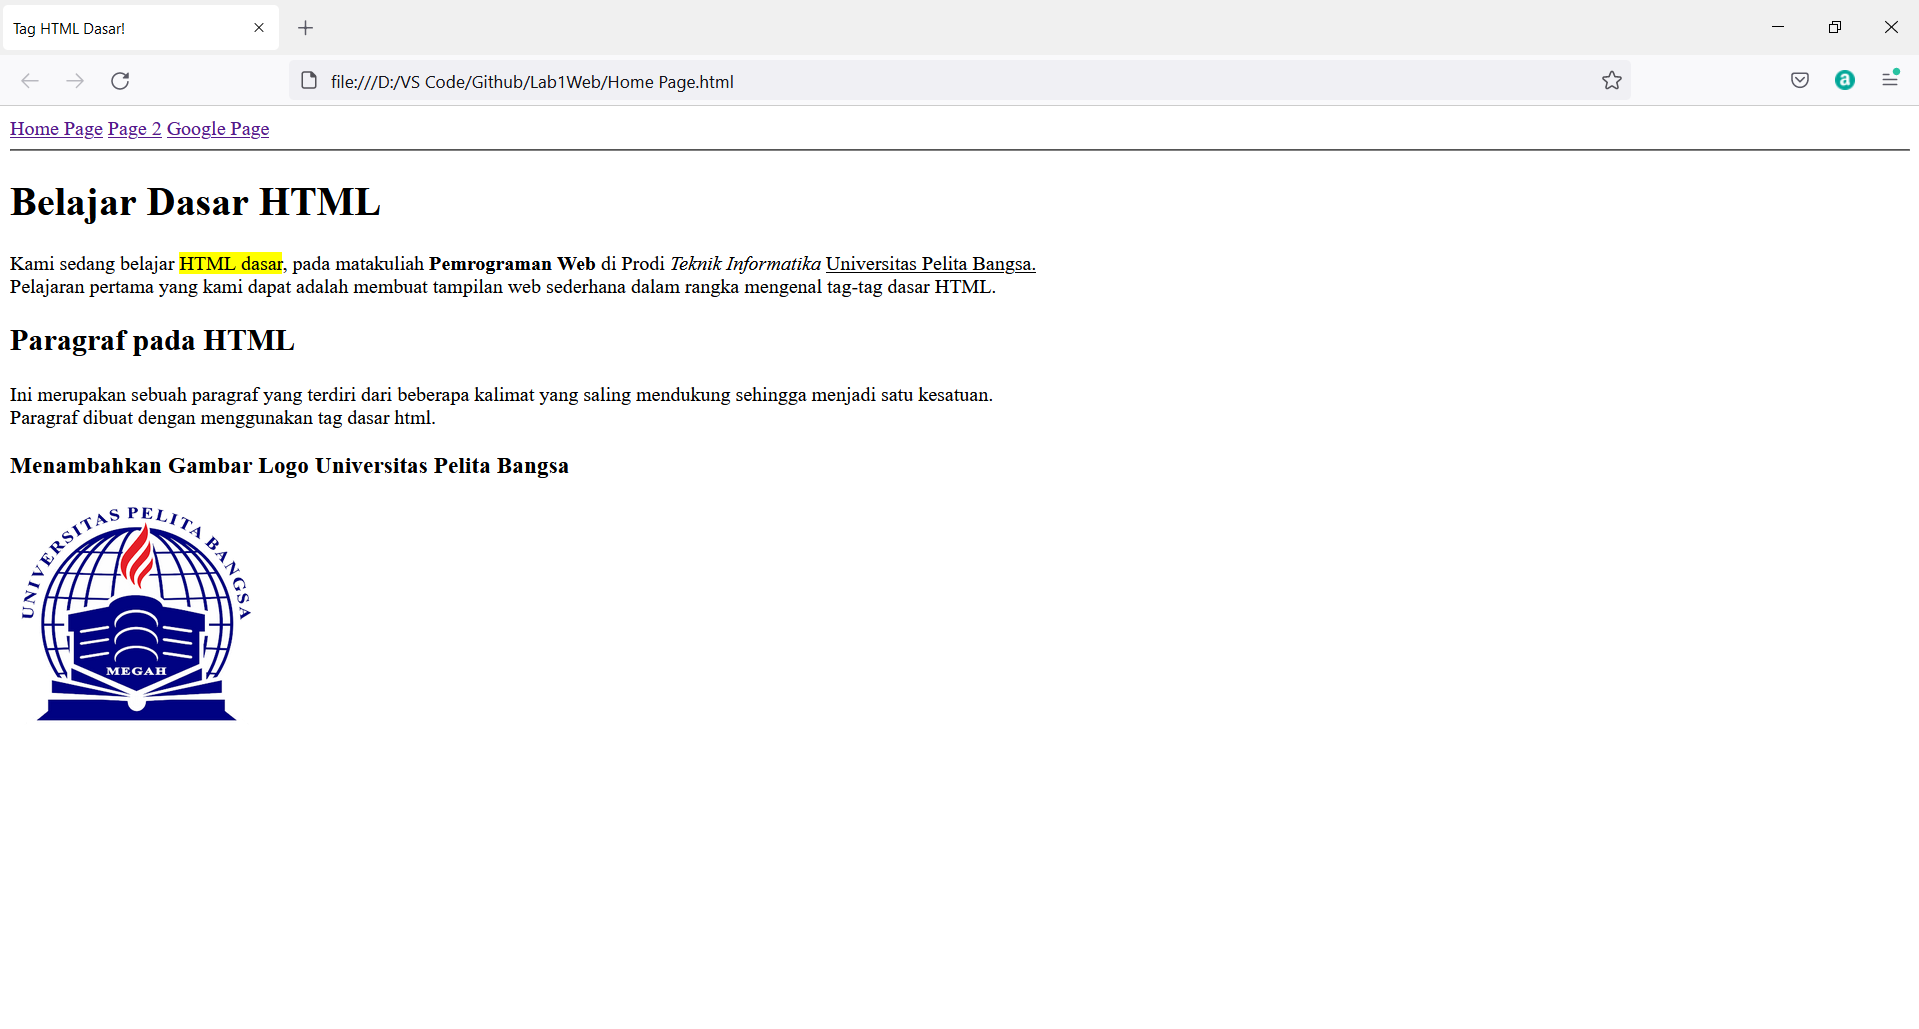 Tag HTML Dasar!
file:///D:/VS Code/Github/Lab1Web/Home Page.html
a
Home Page Page 2 Google Page
Belajar Dasar HTML
Kami sedang belajar HTML dasar, pada matakuliah Pemrograman Web di Prodi Teknik Informatika Universitas Pelita Bangsa.
Pelajaran pertama yang kami dapat adalah membuat tampilan web sederhana dalam rangka mengenal tag-tag dasar HTML.
Paragraf pada HTML
Ini merupakan sebuah paragraf yang terdiri dari beberapa kalimat yang saling mendukung sehingga menjadi satu kesatuan.
Paragraf dibuat dengan menggunakan tag dasar html.
Menambahkan Gambar Logo Universitas Pelita Bangsa
UNIVERSITAS PELITA BANGSA
MEGAH